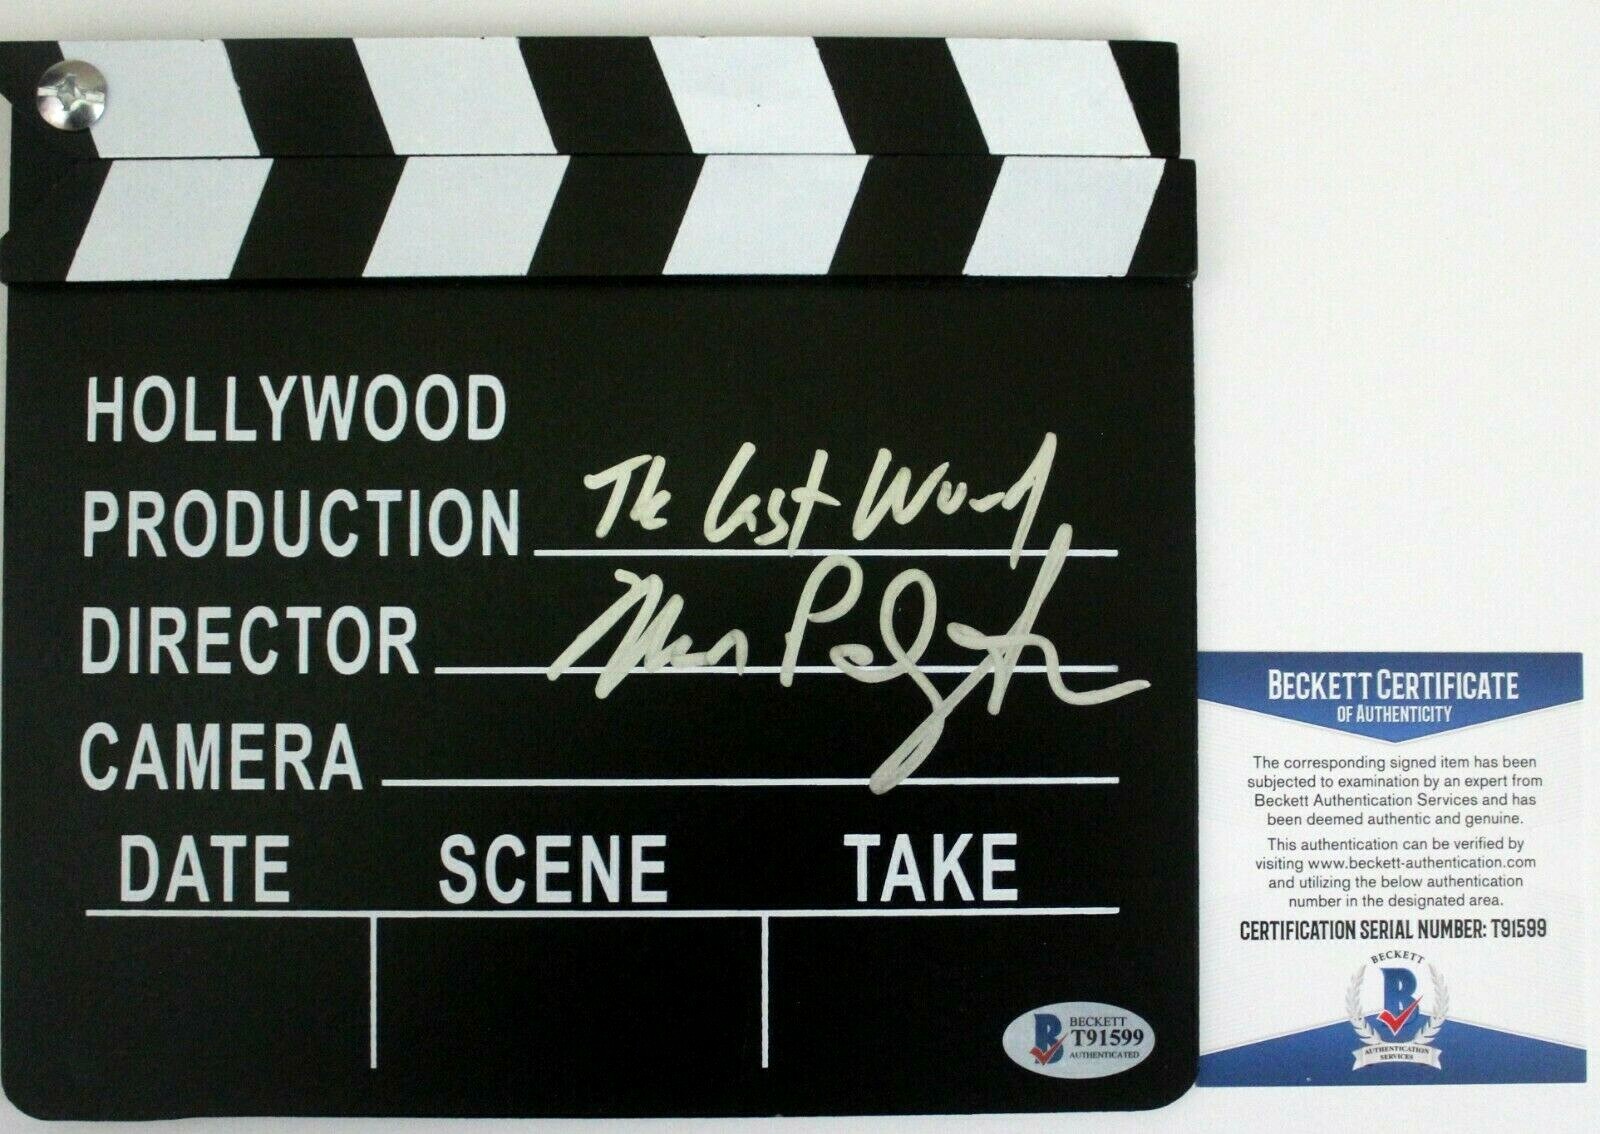 HOLLYWOOD
PRODUCTION The Last Word
DIRECTOR Mark Pellington
CAMERA
DATE SCENE TAKE
BECKETT
T91599
AUTHENTICATED
BECKETT CERTIFICATE
OF AUTHENTICITY
The corresponding signed item has been
subjected to examination by an expert from
Beckett Authentication Services and has
been deemed authentic and genuine.
This authentication can be verified by
visiting www.beckett-authentication.com
and utilizing the below authentication
number in the designated area.
CERTIFICATION SERIAL NUMBER: T91599
BECKETT
B
AUTHENTICATION
SERVICES